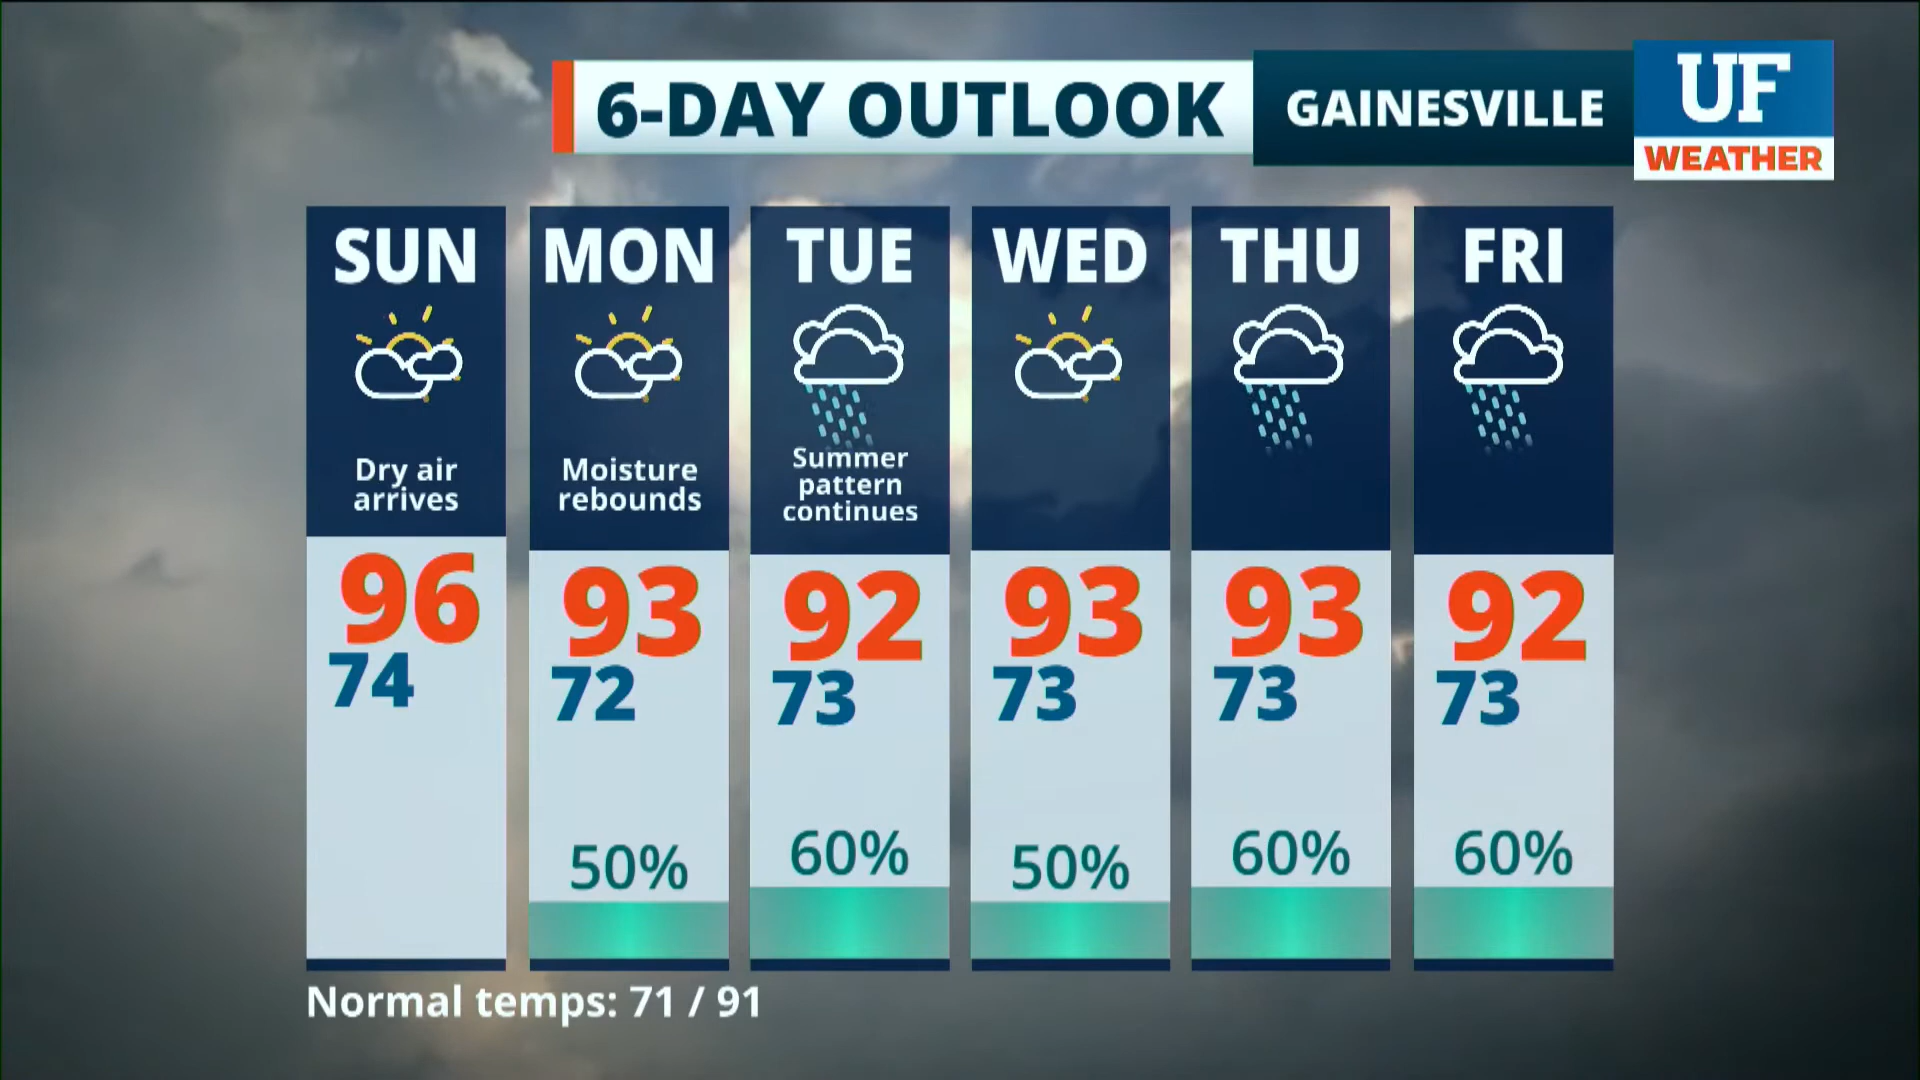 6-DAY OUTLOOK
GAINESVILLE
UF
WEATHER
SUN
MON
TUE
WED
THU
FRI
Dry air
arrives
Moisture
rebounds
Summer
pattern
continues
96
74
93
72
92
73
93
73
93
73
92
73
50%
60%
50%
60%
60%
Normal temps: 71 / 91